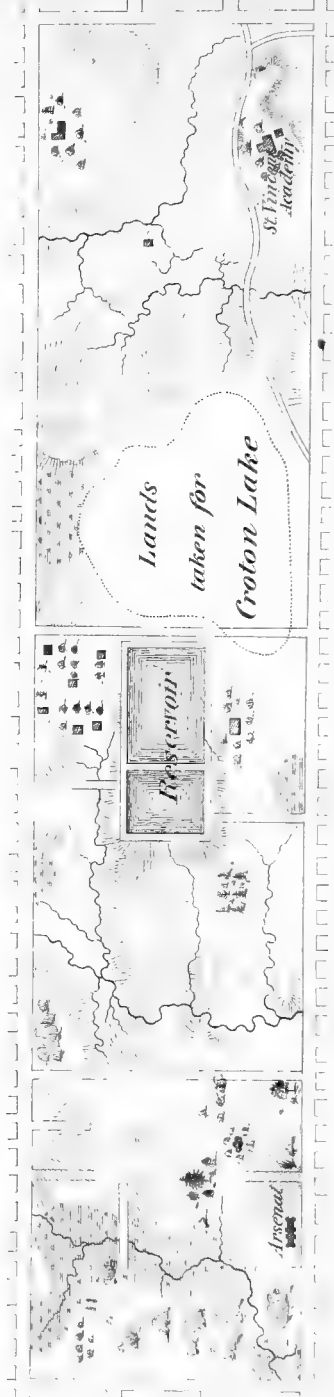 St. Vincent's
Academy
Lands
taken for
Croton Lake
Reservoir
Arsenal